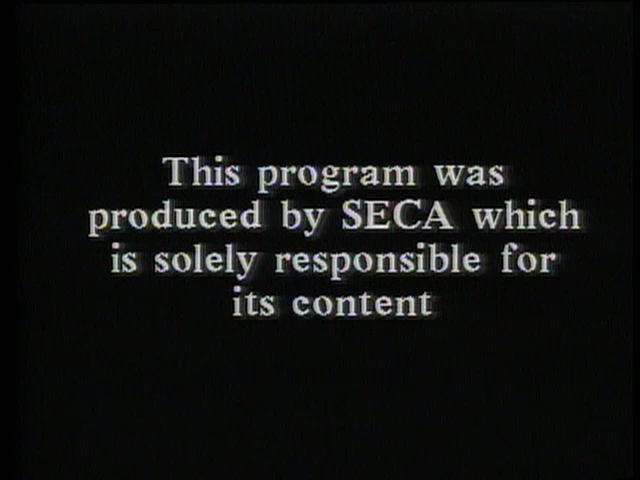 This program was
produced by SECA which
is solely responsible for
its content